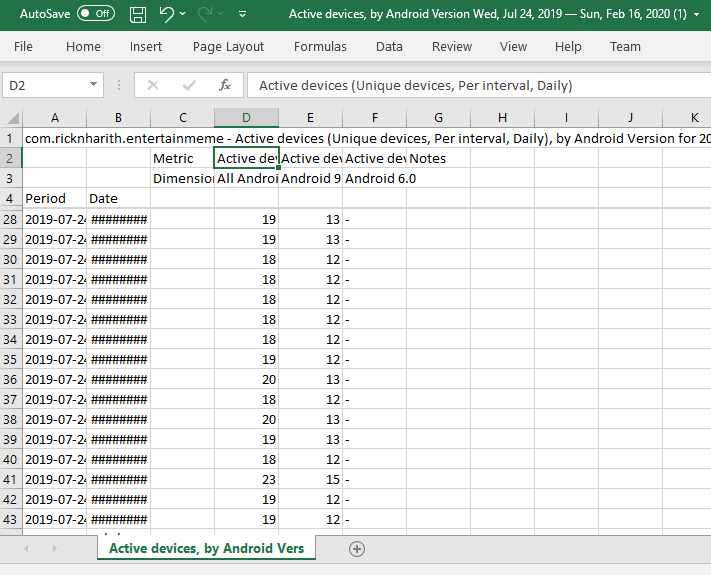 AutoSave Off Active devices, by Android Version Wed, Jul 24, 2019 — Sun, Feb 16, 2020 (1)
File Home Insert Page Layout Formulas Data Review View Help Team
D2 fx Active devices (Unique devices, Per interval, Daily)
A B C D E F G H I J K
1 com.ricknharith.entertainmeme - Active devices (Unique devices, Per interval, Daily), by Android Version for 20
2 Metric Active dev Active dev Active dev Notes
3 Dimension All Androi Android 9 Android 6.0
4 Period Date
28 2019-07-24 ######## 19 13 -
29 2019-07-24 ######## 19 13 -
30 2019-07-24 ######## 18 12 -
31 2019-07-24 ######## 18 12 -
32 2019-07-24 ######## 18 12 -
33 2019-07-24 ######## 18 12 -
34 2019-07-24 ######## 18 12 -
35 2019-07-24 ######## 19 12 -
36 2019-07-24 ######## 20 13 -
37 2019-07-24 ######## 18 12 -
38 2019-07-24 ######## 20 13 -
39 2019-07-24 ######## 19 13 -
40 2019-07-24 ######## 18 12 -
41 2019-07-24 ######## 23 15 -
42 2019-07-24 ######## 19 12 -
43 2019-07-24 ######## 19 12 -
Active devices, by Android Vers